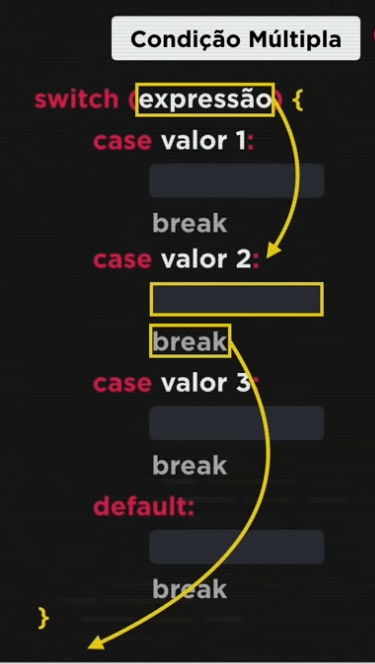 Condição Múltipla
switch (expressão) {
case valor 1:
break
case valor 2:
break
case valor 3:
break
default:
break
}